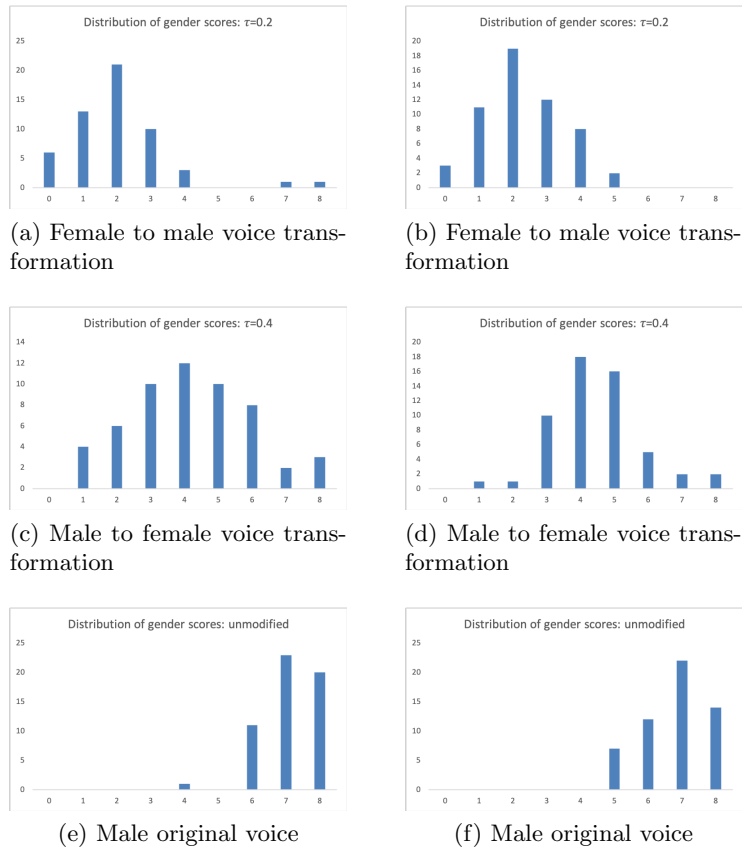 Distribution of gender scores: τ=0.2
25
20
15
10
5
0
0 1 2 3 4 5 6 7 8
(a) Female to male voice trans-
formation
Distribution of gender scores: τ=0.2
20
18
16
14
12
10
8
6
4
2
0
0 1 2 3 4 5 6 7 8
(b) Female to male voice trans-
formation
Distribution of gender scores: τ=0.4
14
12
10
8
6
4
2
0
0 1 2 3 4 5 6 7 8
(c) Male to female voice trans-
formation
Distribution of gender scores: τ=0.4
20
18
16
14
12
10
8
6
4
2
0
0 1 2 3 4 5 6 7 8
(d) Male to female voice trans-
formation
Distribution of gender scores: unmodified
25
20
15
10
5
0
0 1 2 3 4 5 6 7 8
(e) Male original voice
Distribution of gender scores: unmodified
25
20
15
10
5
0
0 1 2 3 4 5 6 7 8
(f) Male original voice